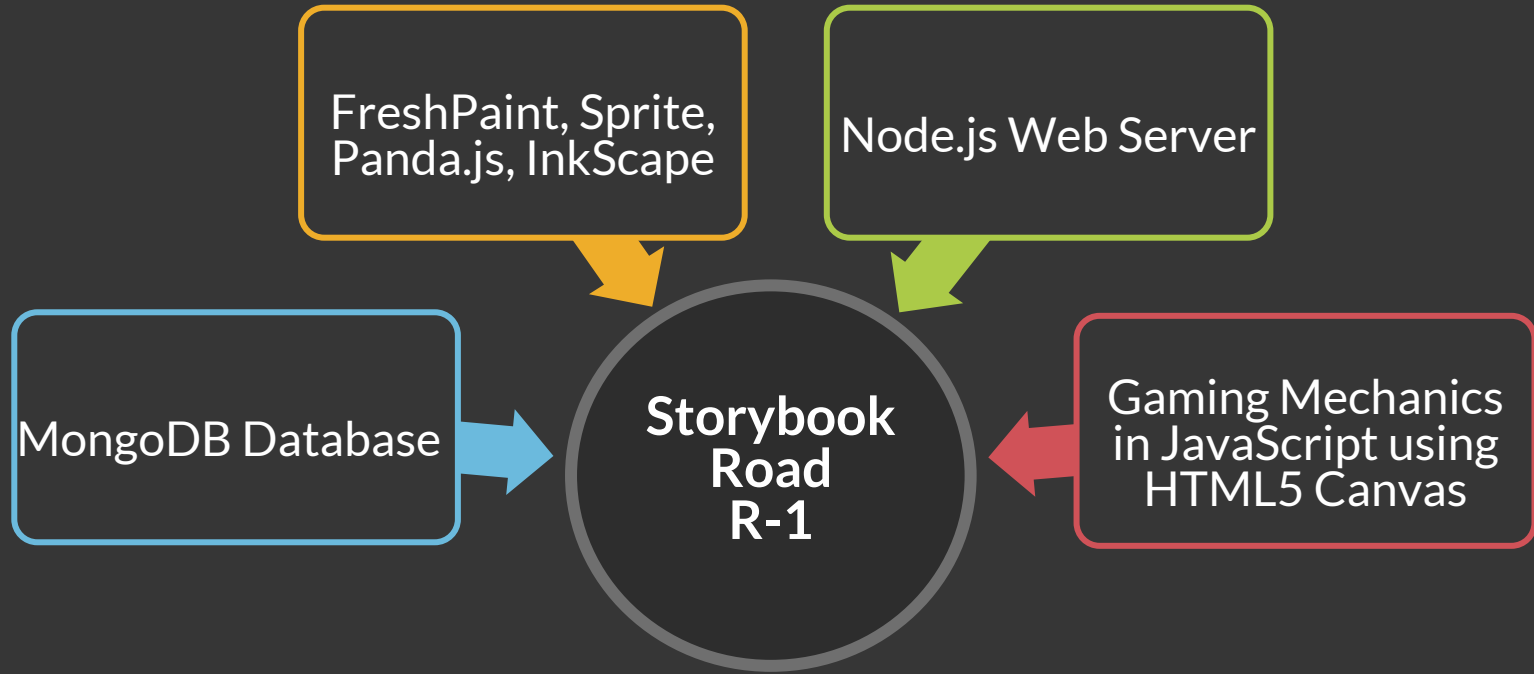 FreshPaint, Sprite,
Panda.js, InkScape
Node.js Web Server
MongoDB Database
Storybook
Road
R-1
Gaming Mechanics
in JavaScript using
HTML5 Canvas